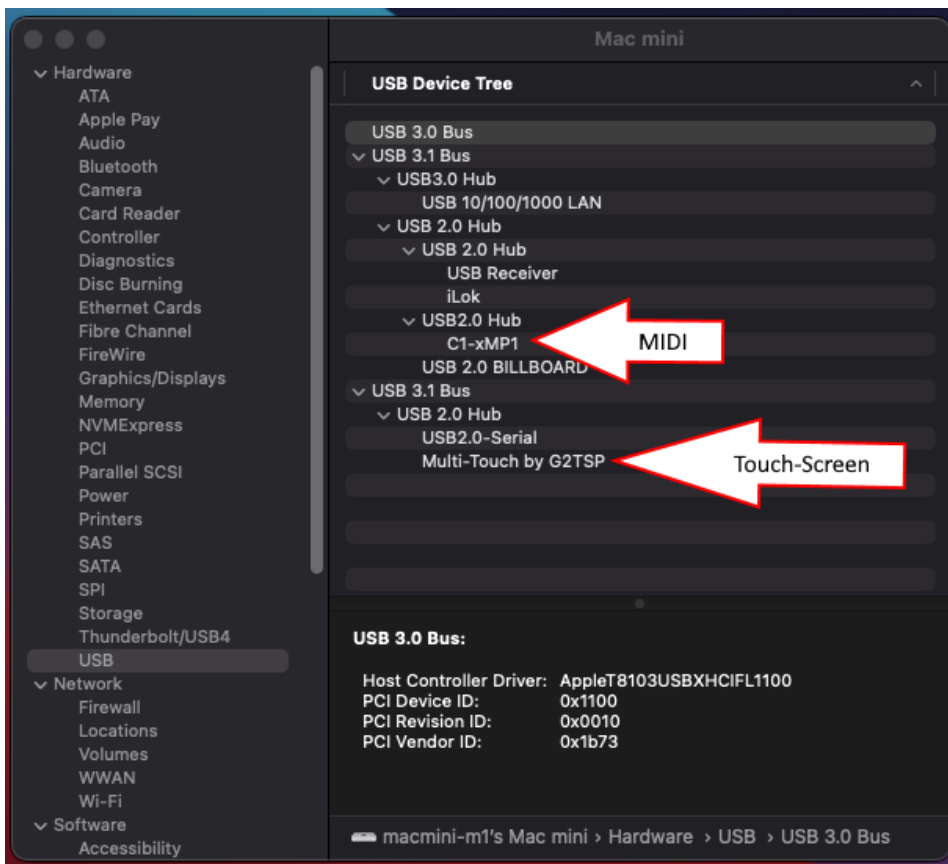 Mac mini
Hardware
ATA
Apple Pay
Audio
Bluetooth
Camera
Card Reader
Controller
Diagnostics
Disc Burning
Ethernet Cards
Fibre Channel
FireWire
Graphics/Displays
Memory
NVMExpress
PCI
Parallel SCSI
Power
Printers
SAS
SATA
SPI
Storage
Thunderbolt/USB4
USB
Network
Firewall
Locations
Volumes
WWAN
Wi-Fi
Software
Accessibility
USB Device Tree
USB 3.0 Bus
USB 3.1 Bus
USB3.0 Hub
USB 10/100/1000 LAN
USB 2.0 Hub
USB 2.0 Hub
USB Receiver
iLok
USB2.0 Hub
C1-xMP1
MIDI
USB 2.0 BILLBOARD
USB 3.1 Bus
USB 2.0 Hub
USB2.0-Serial
Multi-Touch by G2TSP
Touch-Screen
USB 3.0 Bus:
Host Controller Driver: AppleT8103USBXHCIFL1100
PCI Device ID: 0x1100
PCI Revision ID: 0x0010
PCI Vendor ID: 0x1b73
macmini-m1's Mac mini › Hardware › USB › USB 3.0 Bus